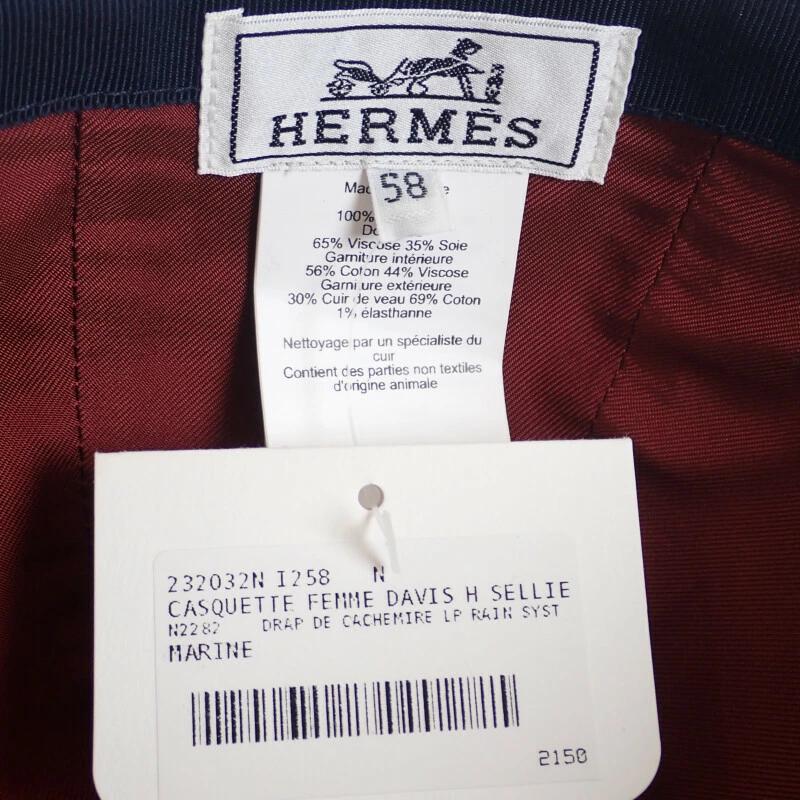 HERMÈS
58
100%
65% Viscose 35% Soie
Garniture intérieure
56% Coton 44% Viscose
Garniture extérieure
30% Cuir de veau 69% Coton
1% élasthanne
Nettoyage par un spécialiste du
cuir
Contient des parties non textiles
d'origine animale
232032N I258 N
CASQUETTE FEMME DAVIS H SELLIE
N2282 DRAP DE CACHEMIRE LP RAIN SYST
MARINE
2150